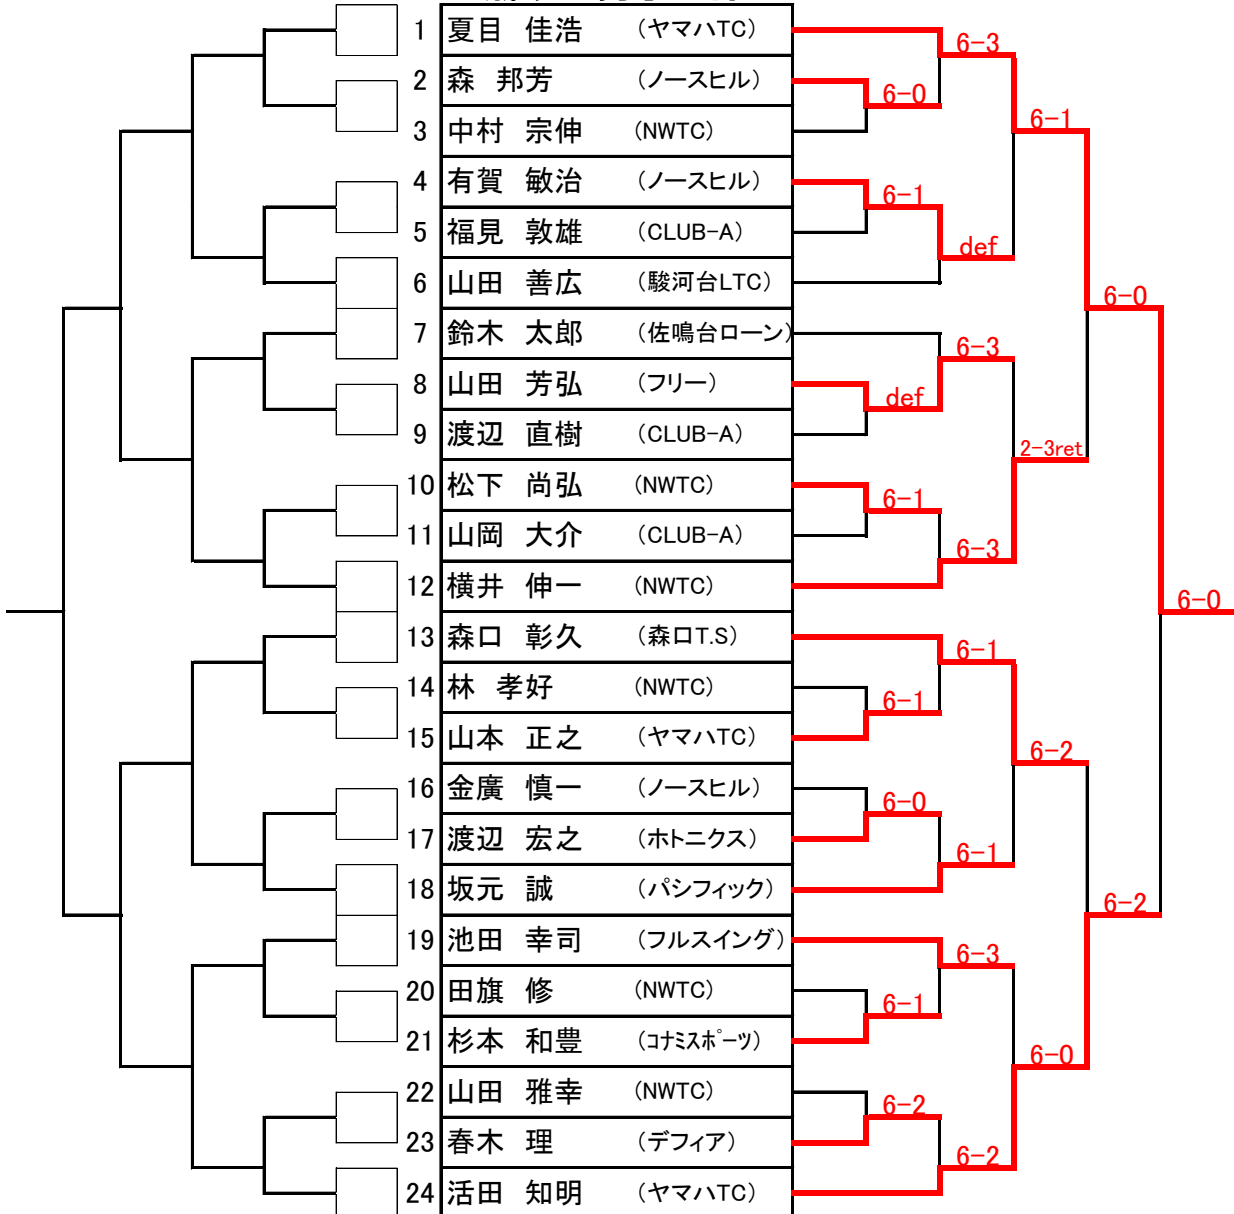 1 夏目 佳浩 (ヤマハTC)
6-3
2 森 邦芳 (ノースヒル)
6-0
3 中村 宗伸 (NWTC)
6-1
4 有賀 敏治 (ノースヒル)
6-1
5 福見 敦雄 (CLUB-A)
def
6 山田 善広 (駿河台LTC)
6-0
7 鈴木 太郎 (佐鳴台ローン)
6-3
8 山田 芳弘 (フリー)
def
9 渡辺 直樹 (CLUB-A)
2-3ret
10 松下 尚弘 (NWTC)
6-1
11 山岡 大介 (CLUB-A)
6-3
12 横井 伸一 (NWTC)
6-0
13 森口 彰久 (森口T.S)
6-1
14 林 孝好 (NWTC)
6-1
15 山本 正之 (ヤマハTC)
6-2
16 金廣 慎一 (ノースヒル)
6-0
17 渡辺 宏之 (ホトニクス)
6-1
18 坂元 誠 (パシフィック)
6-2
19 池田 幸司 (フルスイング)
6-3
20 田旗 修 (NWTC)
6-1
21 杉本 和豊 (コナミスポーツ)
6-0
22 山田 雅幸 (NWTC)
6-2
23 春木 理 (デフィア)
6-2
24 活田 知明 (ヤマハTC)